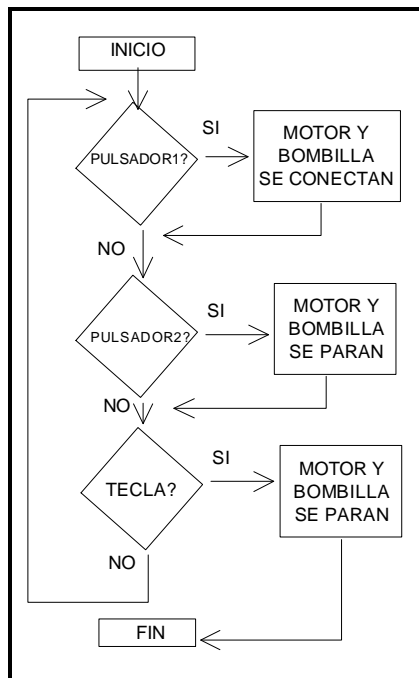 INICIO
PULSADOR1?
SI
MOTOR Y
BOMBILLA
SE CONECTAN
NO
PULSADOR2?
SI
MOTOR Y
BOMBILLA
SE PARAN
NO
TECLA?
SI
MOTOR Y
BOMBILLA
SE PARAN
NO
FIN